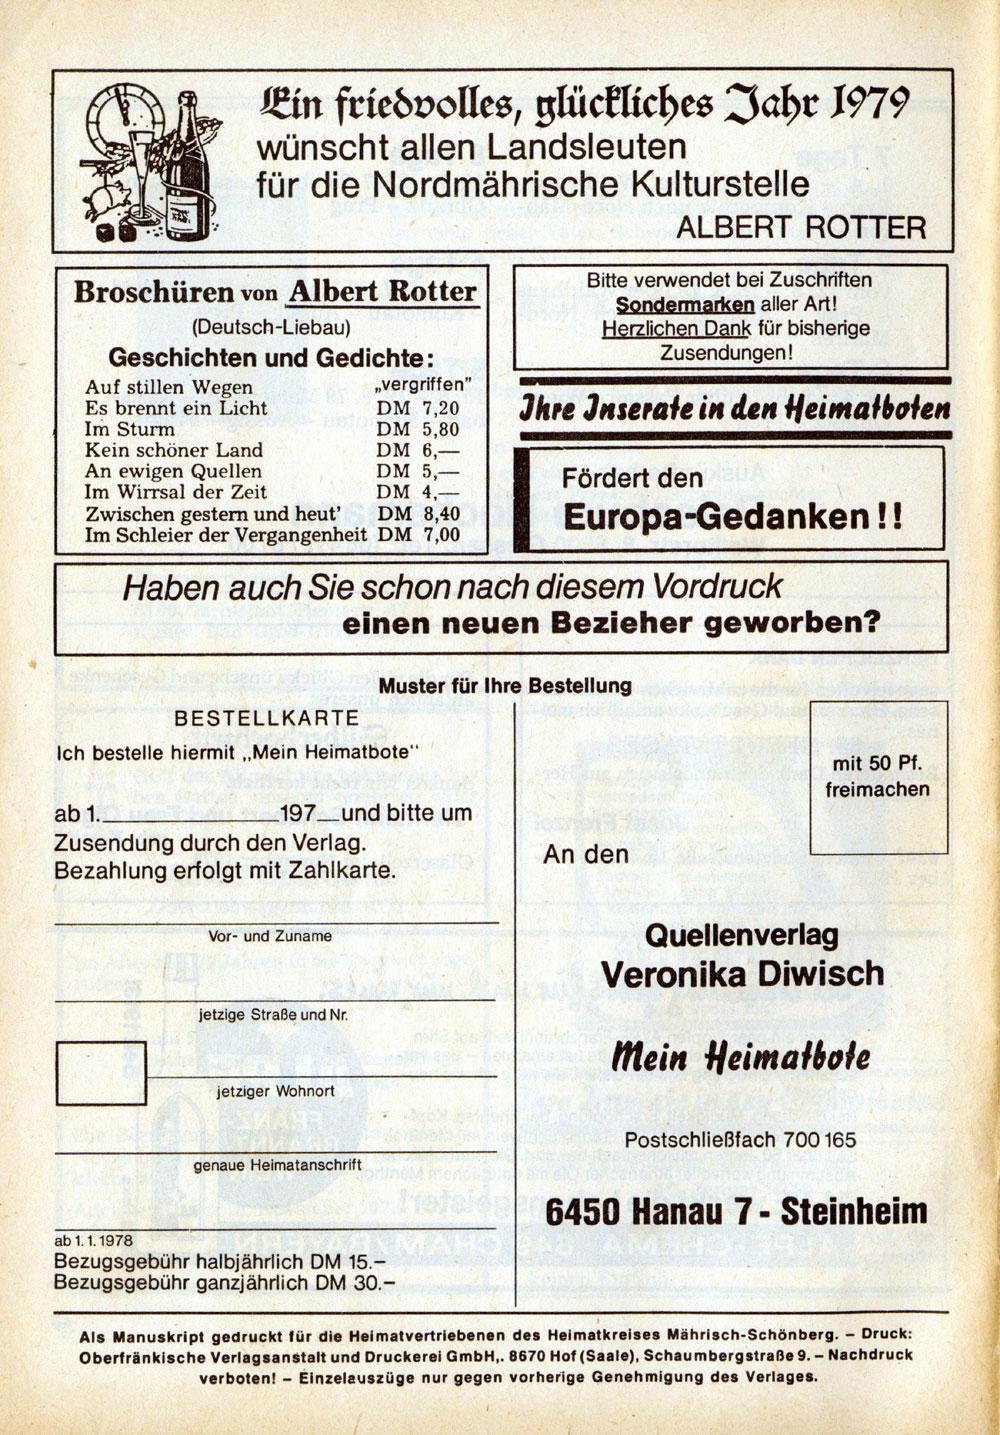 Ein friedvolles, glückliches Jahr 1979
wünscht allen Landsleuten
für die Nordmährische Kulturstelle
ALBERT ROTTER
Broschüren von Albert Rotter
(Deutsch-Liebau)
Geschichten und Gedichte:
Auf stillen Wegen „vergriffen"
Es brennt ein Licht DM 7,20
Im Sturm DM 5,80
Kein schöner Land DM 6,—
An ewigen Quellen DM 5,—
Im Wirrsal der Zeit DM 4,—
Zwischen gestern und heut' DM 8,40
Im Schleier der Vergangenheit DM 7,00
Bitte verwendet bei Zuschriften
Sondermarken aller Art!
Herzlichen Dank für bisherige
Zusendungen!
Ihre Inserate in den Heimatboten
Fördert den
Europa-Gedanken!!
Haben auch Sie schon nach diesem Vordruck
einen neuen Bezieher geworben?
Muster für Ihre Bestellung
BESTELLKARTE
Ich bestelle hiermit „Mein Heimatbote"
ab 1.____________197__und bitte um
Zusendung durch den Verlag.
Bezahlung erfolgt mit Zahlkarte.
Vor- und Zuname
jetzige Straße und Nr.
jetziger Wohnort
genaue Heimatanschrift
ab 1. 1. 1978
Bezugsgebühr halbjährlich DM 15.–
Bezugsgebühr ganzjährlich DM 30.–
mit 50 Pf.
freimachen
An den
Quellenverlag
Veronika Diwisch
Mein Heimatbote
Postschließfach 700 165
6450 Hanau 7 - Steinheim
Als Manuskript gedruckt für die Heimatvertriebenen des Heimatkreises Mährisch-Schönberg. – Druck:
Oberfränkische Verlagsanstalt und Druckerei GmbH,. 8670 Hof (Saale), Schaumbergstraße 9. – Nachdruck
verboten! – Einzelauszüge nur gegen vorherige Genehmigung des Verlages.